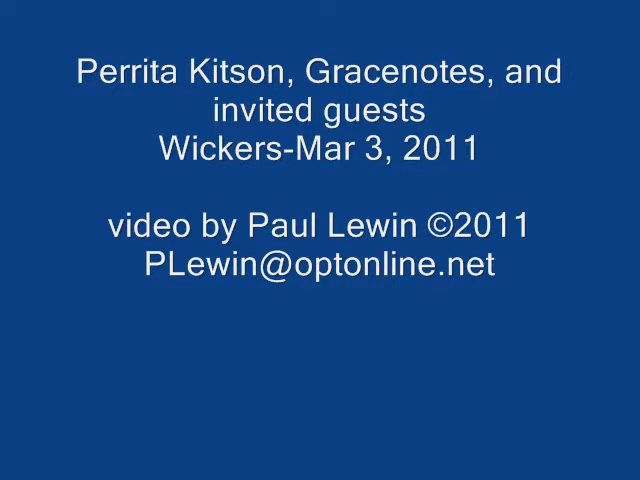 Perrita Kitson, Gracenotes, and
invited guests
Wickers-Mar 3, 2011
video by Paul Lewin ©2011
PLewin@optonline.net